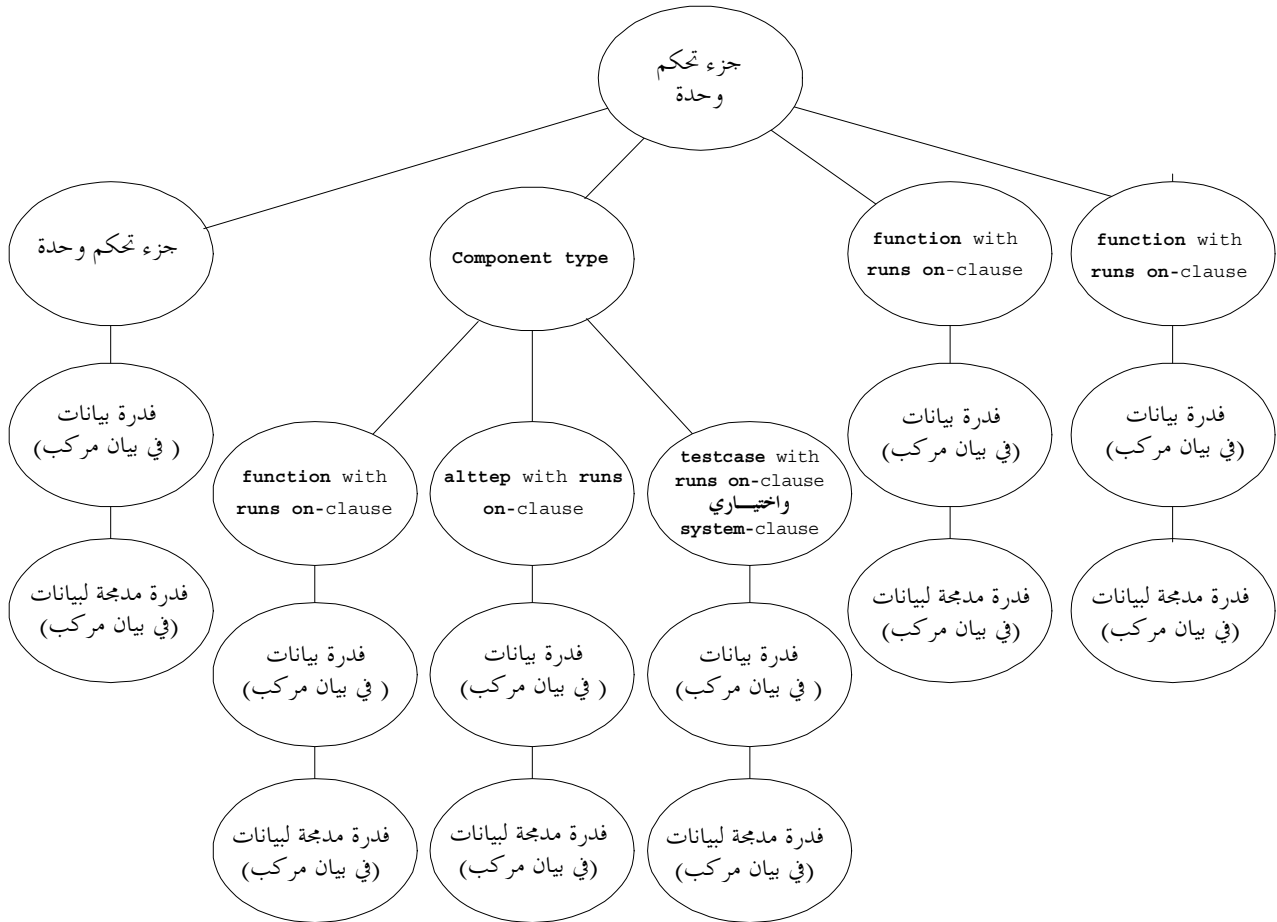 جزء تحكم
وحدة
جزء تحكم وحدة
Component type
function with
runs on-clause
function with
runs on-clause
فدرة بيانات
( في بيان مركب)
فدرة بيانات
(في بيان مركب)
فدرة بيانات
(في بيان مركب)
function with
runs on-clause
alttep with runs
on-clause
testcase with
runs on-clause
واختيـــاري
system-clause
فدرة مدمجة لبيانات
(في بيان مركب)
فدرة مدمجة لبيانات
(في بيان مركب)
فدرة مدمجة لبيانات
(في بيان مركب)
فدرة بيانات
( في بيان مركب)
فدرة بيانات
( في بيان مركب)
فدرة بيانات
( في بيان مركب)
فدرة مدمجة لبيانات
(في بيان مركب)
فدرة مدمجة لبيانات
(في بيان مركب)
فدرة مدمجة لبيانات
(في بيان مركب)